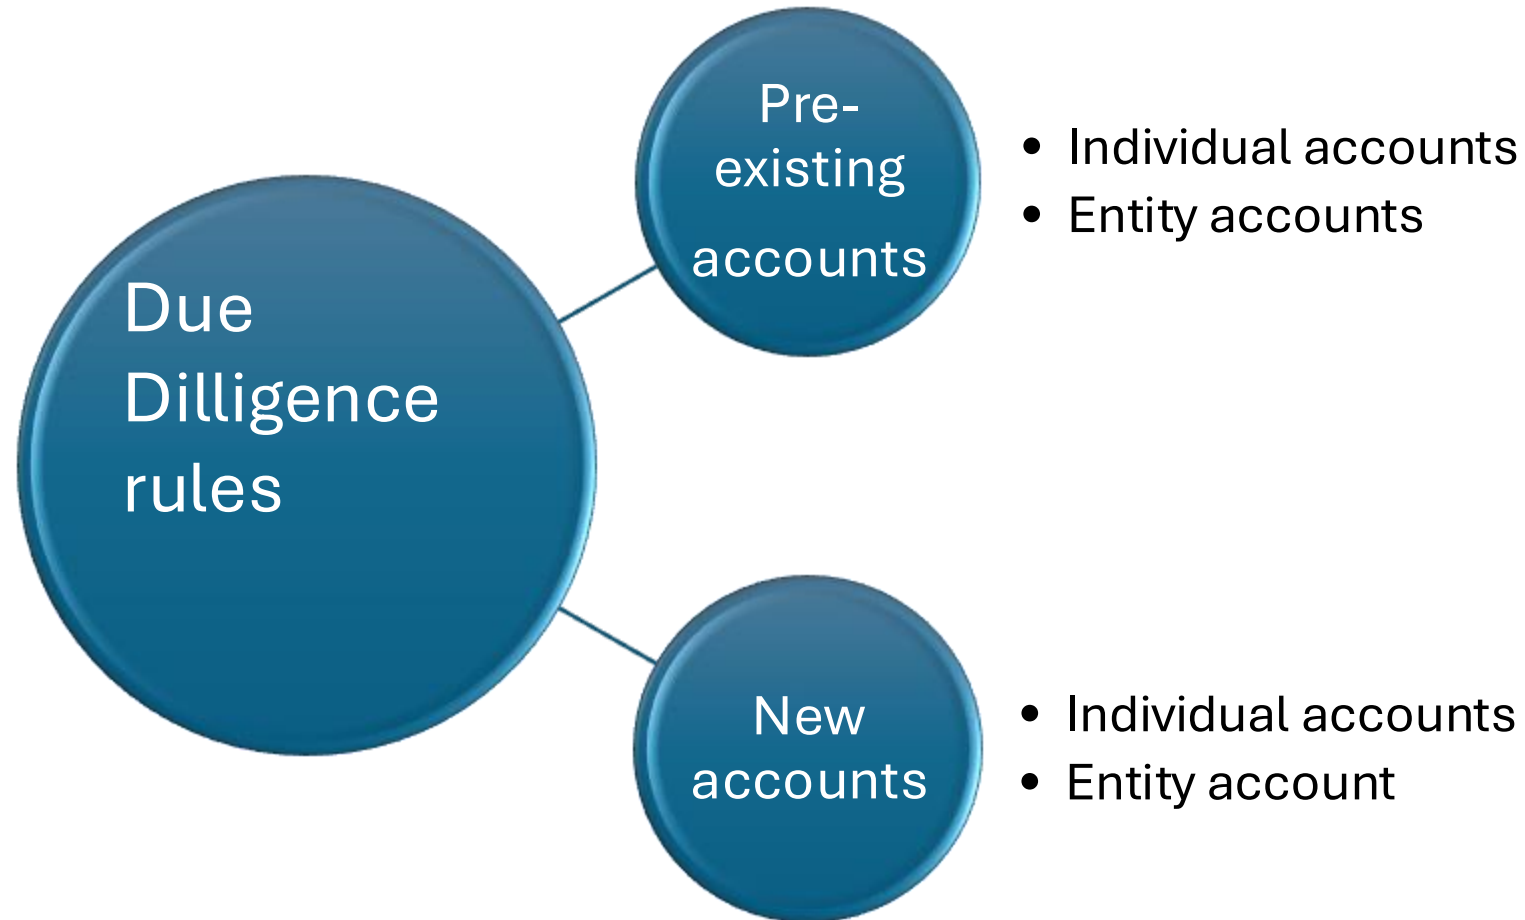 Due
Dilligence
rules
Pre-
existing
accounts
• Individual accounts
• Entity accounts
New
accounts
• Individual accounts
• Entity account